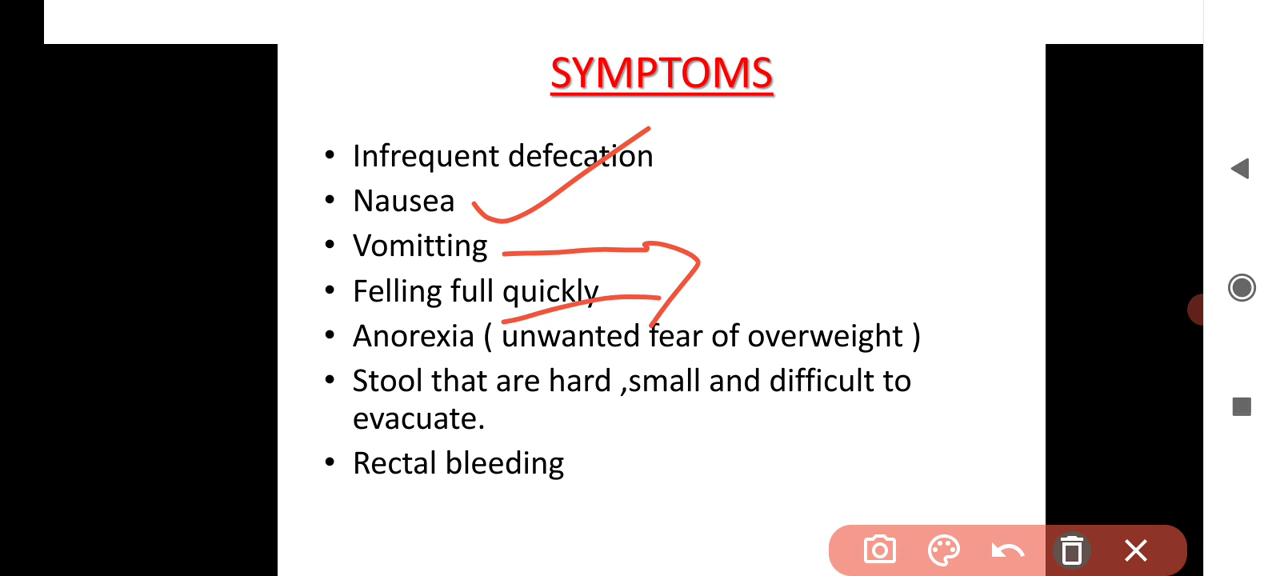 SYMPTOMS
• Infrequent defecation
• Nausea
• Vomitting
• Felling full quickly
• Anorexia ( unwanted fear of overweight )
• Stool that are hard ,small and difficult to
evacuate.
• Rectal bleeding